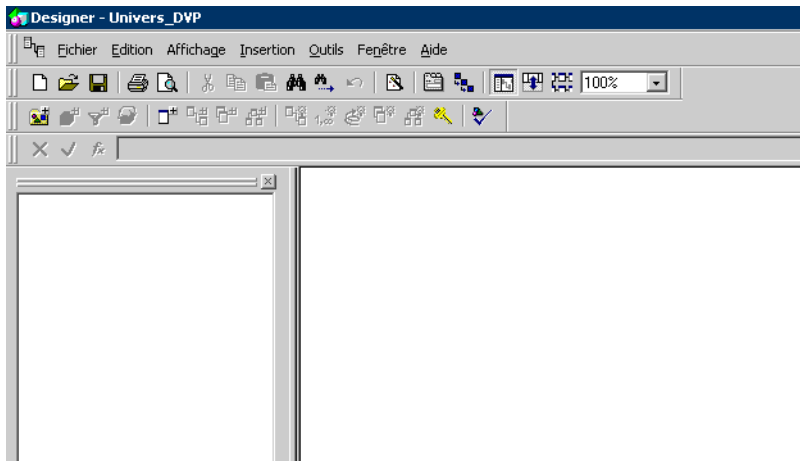 Designer - Univers_DVP
Fichier Edition Affichage Insertion Outils Fenêtre Aide
100%